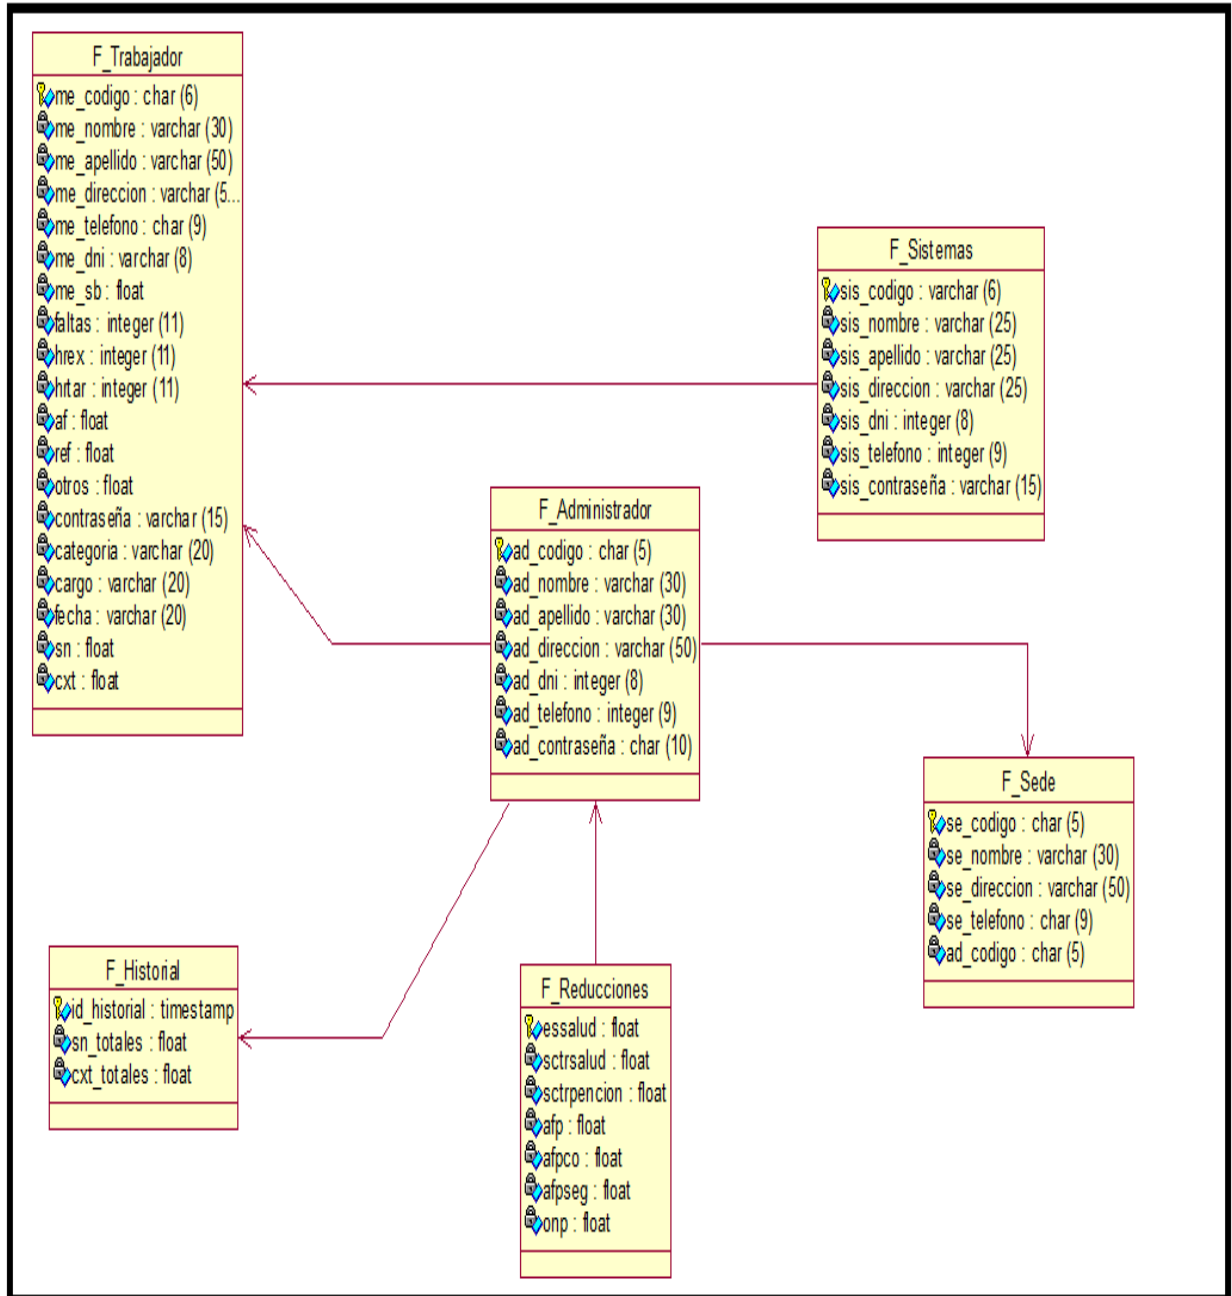 F_Trabajador
me_codigo : char (6)
me_nombre : varchar (30)
me_apellido : varchar (50)
me_direccion : varchar (5...
me_telefono : char (9)
me_dni : varchar (8)
me_sb : float
faltas : integer (11)
hrex : integer (11)
hrtar : integer (11)
af : float
ref : float
otros : float
contraseña : varchar (15)
categoria : varchar (20)
cargo : varchar (20)
fecha : varchar (20)
sn : float
cxt : float
F_Sistemas
sis_codigo : varchar (6)
sis_nombre : varchar (25)
sis_apellido : varchar (25)
sis_direccion : varchar (25)
sis_dni : integer (8)
sis_telefono : integer (9)
sis_contraseña : varchar (15)
F_Administrador
ad_codigo : char (5)
ad_nombre : varchar (30)
ad_apellido : varchar (30)
ad_direccion : varchar (50)
ad_dni : integer (8)
ad_telefono : integer (9)
ad_contraseña : char (10)
F_Sede
se_codigo : char (5)
se_nombre : varchar (30)
se_direccion : varchar (50)
se_telefono : char (9)
ad_codigo : char (5)
F_Historial
id_historial : timestamp
sn_totales : float
cxt_totales : float
F_Reducciones
essalud : float
sctrsalud : float
sctrpencion : float
afp : float
afpco : float
afpseg : float
onp : float